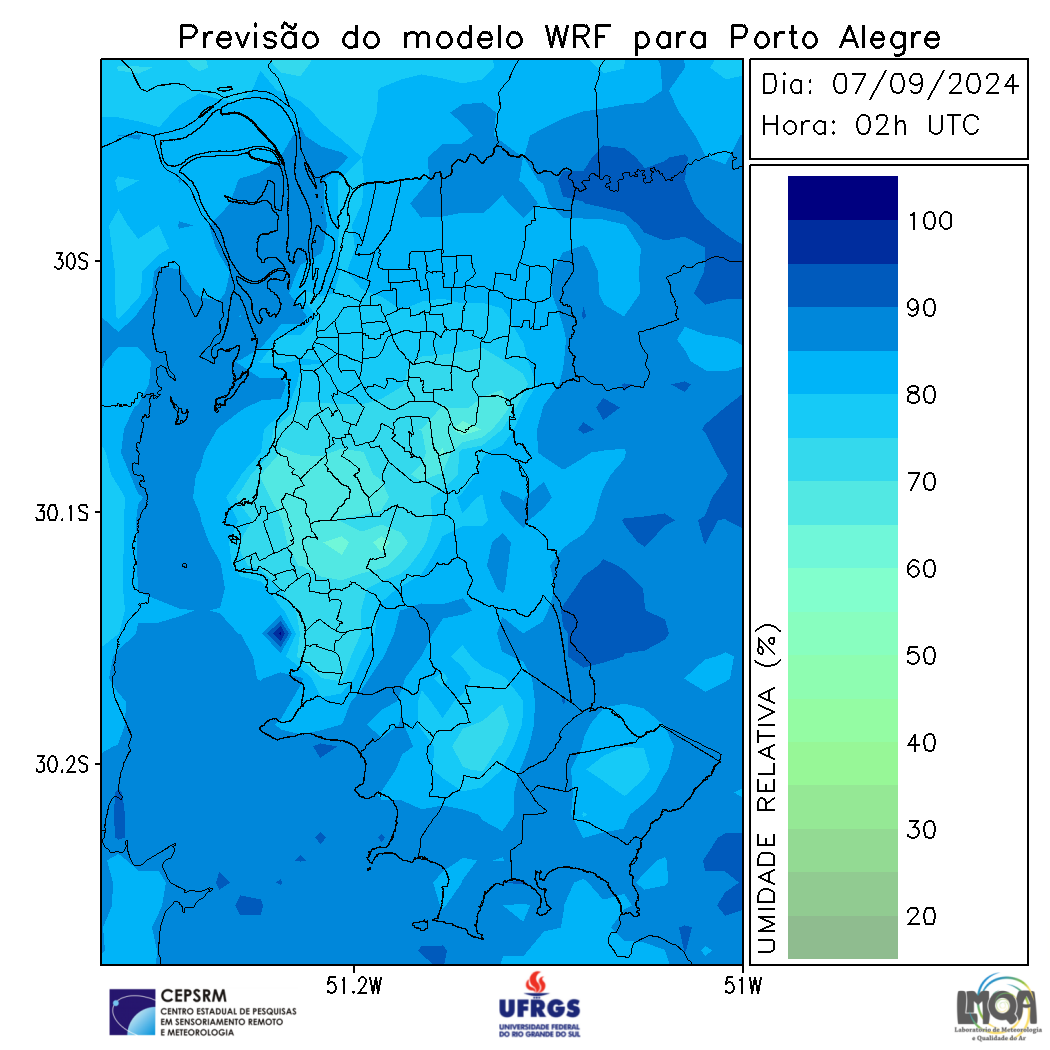 Previsão do modelo WRF para Porto Alegre
Dia: 07/09/2024
Hora: 02h UTC
30S
30.1S
30.2S
51.2W
51W
UMIDADE RELATIVA (%)
100
90
80
70
60
50
40
30
20
CEPSRM
CENTRO ESTADUAL DE PESQUISAS
EM SENSORIAMENTO REMOTO
E METEOROLOGIA
UFRGS
UNIVERSIDADE FEDERAL
DO RIO GRANDE DO SUL
LMQA
Laboratório de Meteorologia
e Qualidade do Ar